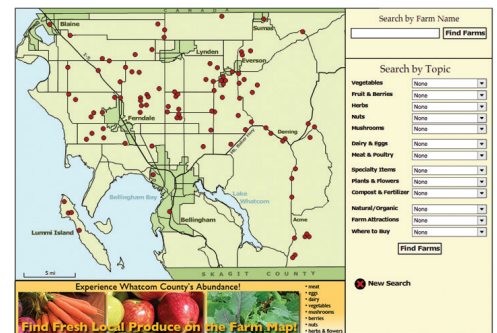 CANADA
Blaine
Sumas
I-5
Lynden
Everson
Ferndale
Mt. Baker Hwy
Deming
Bellingham Bay
Lake
Whatcom
Lummi Island
Bellingham
Acme
5 mi
SKAGIT COUNTY
Experience Whatcom County's Abundance!
Find Fresh Local Produce on the Farm Map!
• meat
• eggs
• dairy
• vegetables
• mushrooms
• berries
• nuts
• herbs & flowers
Search by Farm Name
Find Farms
Search by Topic
Vegetables None
Fruit & Berries None
Herbs None
Nuts None
Mushrooms None
Dairy & Eggs None
Meat & Poultry None
Specialty Items None
Plants & Flowers None
Compost & Fertilizer None
Natural/Organic None
Farm Attractions None
Where to Buy None
Find Farms
New Search